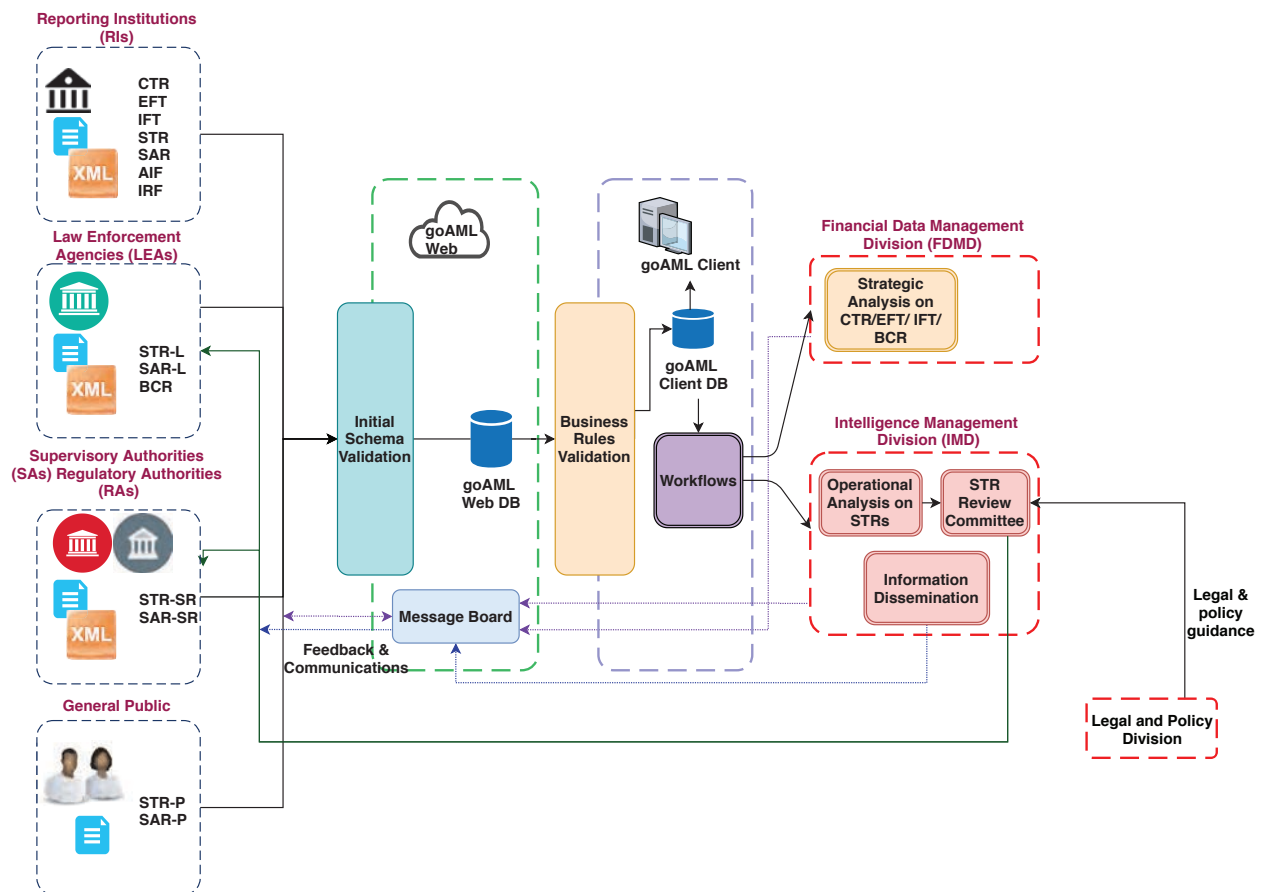 Reporting Institutions
(RIs)
CTR
EFT
IFT
STR
SAR
AIF
IRF
XML
Law Enforcement
Agencies (LEAs)
STR-L
SAR-L
BCR
XML
Supervisory Authorities
(SAs) Regulatory Authorities
(RAs)
STR-SR
SAR-SR
XML
General Public
STR-P
SAR-P
goAML
Web
Initial
Schema
Validation
goAML
Web DB
Message Board
Feedback &
Communications
Business
Rules
Validation
goAML Client
goAML
Client DB
Workflows
Financial Data Management
Division (FDMD)
Strategic
Analysis on
CTR/EFT/ IFT/
BCR
Intelligence Management
Division (IMD)
Operational
Analysis on
STRs
STR
Review
Committee
Information
Dissemination
Legal &
policy
guidance
Legal and Policy
Division